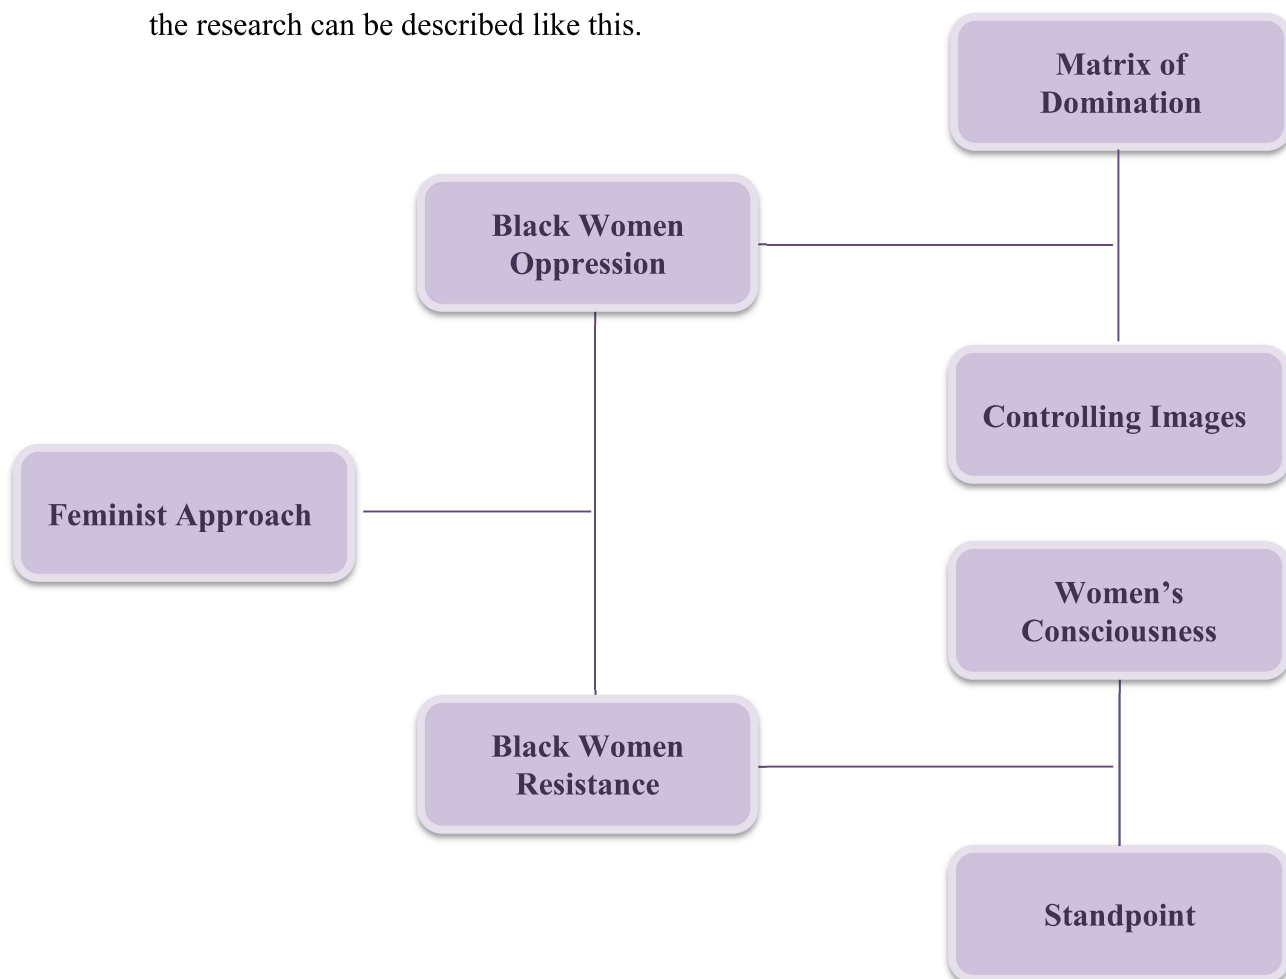 the research can be described like this.
Matrix of
Domination
Black Women
Oppression
Controlling Images
Feminist Approach
Women’s
Consciousness
Black Women
Resistance
Standpoint